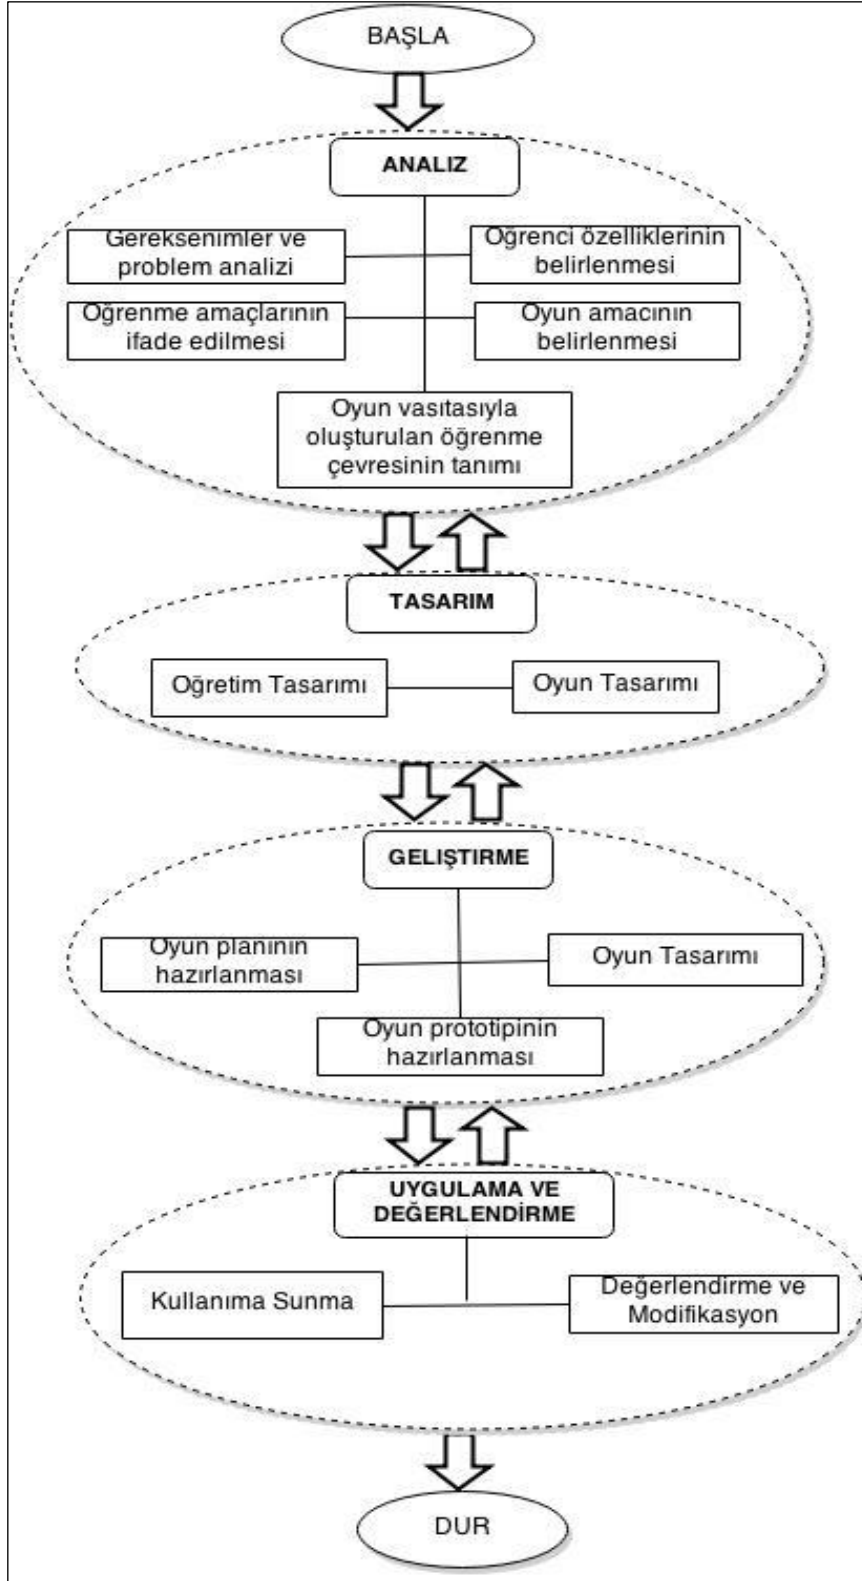 BAŞLA
ANALIZ
Gereksenimler ve
problem analizi
Öğrenci özelliklerinin
belirlenmesi
Öğrenme amaçlarının
ifade edilmesi
Oyun amacının
belirlenmesi
Oyun vasıtasıyla
oluşturulan öğrenme
çevresinin tanımı
TASARIM
Öğretim Tasarımı
Oyun Tasarımı
GELIŞTIRME
Oyun planının
hazırlanması
Oyun Tasarımı
Oyun prototipinin
hazırlanması
UYGULAMA VE
DEĞERLENDİRME
Kullanıma Sunma
Değerlendirme ve
Modifikasyon
DUR